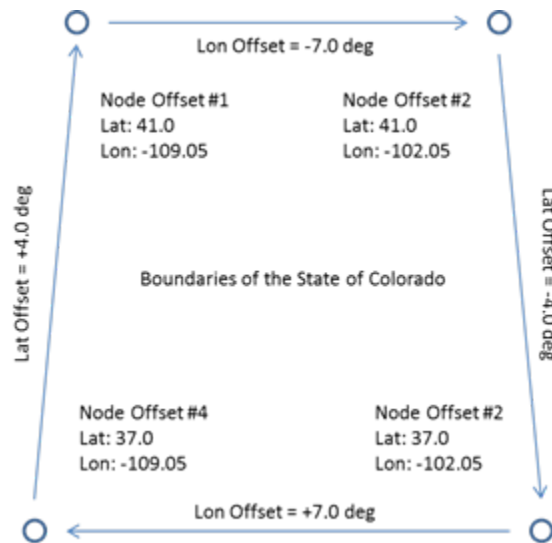 Lon Offset = -7.0 deg
Node Offset #1
Lat: 41.0
Lon: -109.05
Node Offset #2
Lat: 41.0
Lon: -102.05
Lat Offset = +4.0 deg
Lat Offset = -4.0 deg
Boundaries of the State of Colorado
Node Offset #4
Lat: 37.0
Lon: -109.05
Node Offset #2
Lat: 37.0
Lon: -102.05
Lon Offset = +7.0 deg